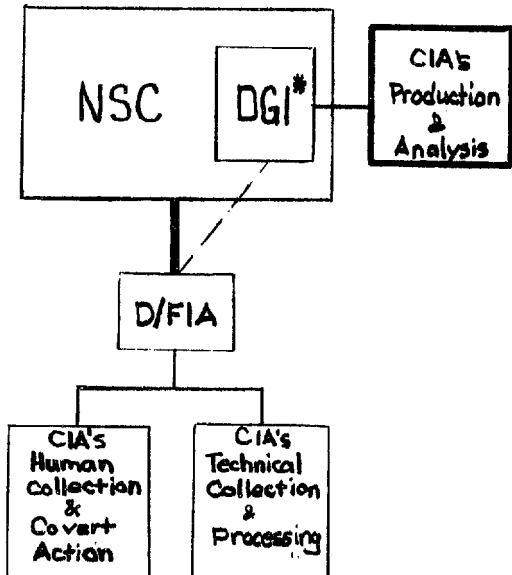 NSC
DGI*
CIA's
Production
&
Analysis
D/FIA
CIA's
Human
Collection
&
Covert
Action
CIA's
Technical
Collection
&
Processing